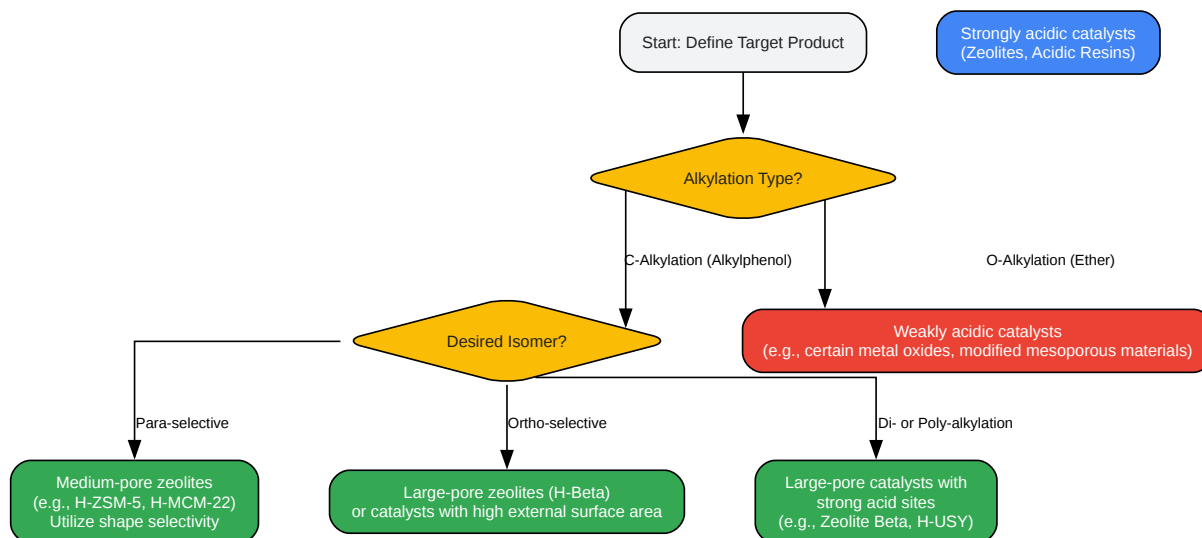 Start: Define Target Product
Strongly acidic catalysts
(Zeolites, Acidic Resins)
Alkylation Type?
C-Alkylation (Alkylphenol)
O-Alkylation (Ether)
Desired Isomer?
Weakly acidic catalysts
(e.g., certain metal oxides, modified mesoporous materials)
Para-selective
Ortho-selective
Di- or Poly-alkylation
Medium-pore zeolites
(e.g., H-ZSM-5, H-MCM-22)
Utilize shape selectivity
Large-pore zeolites (H-Beta)
or catalysts with high external surface area
Large-pore catalysts with
strong acid sites
(e.g., Zeolite Beta, H-USY)